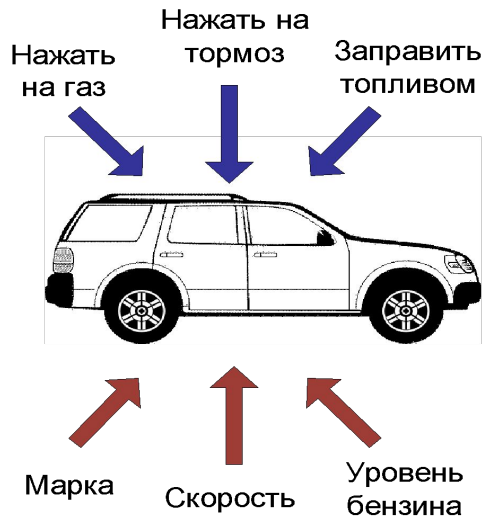 Нажать
на газ
Нажать на
тормоз
Заправить
топливом
Марка
Скорость
Уровень
бензина